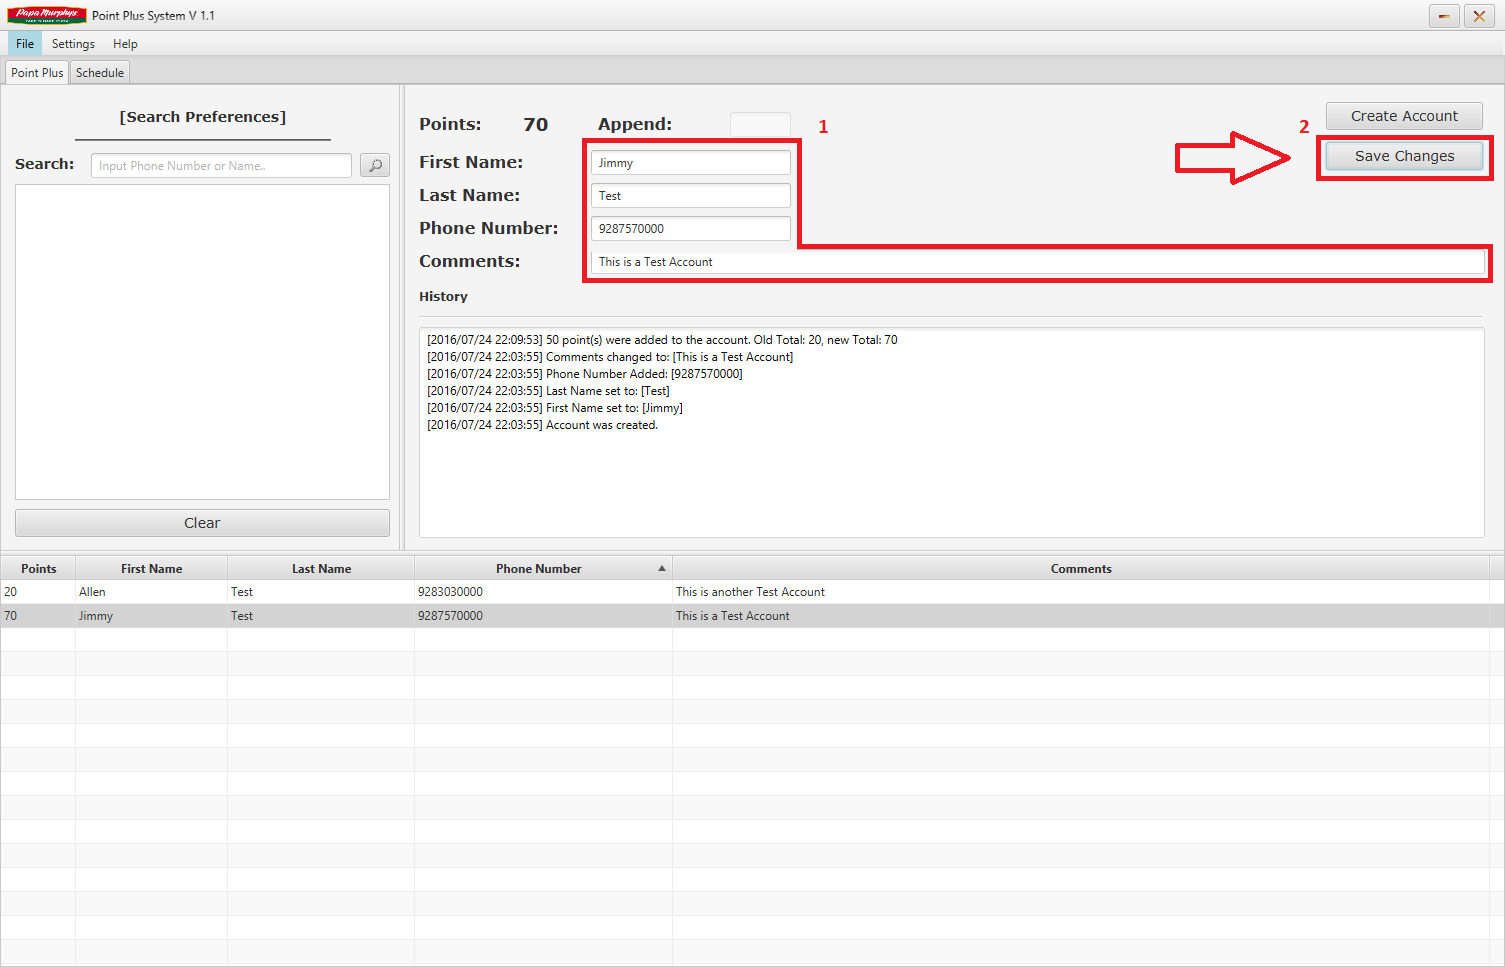 Papa Murphy's
Point Plus System V 1.1
File Settings Help
Point Plus Schedule
[Search Preferences]
Search: Input Phone Number or Name..
Clear
Points: 70 Append: 1
First Name: Jimmy
Last Name: Test
Phone Number: 9287570000
Comments: This is a Test Account
2 Create Account
Save Changes
History
[2016/07/24 22:09:53] 50 point(s) were added to the account. Old Total: 20, new Total: 70
[2016/07/24 22:03:55] Comments changed to: [This is a Test Account]
[2016/07/24 22:03:55] Phone Number Added: [9287570000]
[2016/07/24 22:03:55] Last Name set to: [Test]
[2016/07/24 22:03:55] First Name set to: [Jimmy]
[2016/07/24 22:03:55] Account was created.
Points First Name Last Name Phone Number Comments
20 Allen Test 9283030000 This is another Test Account
70 Jimmy Test 9287570000 This is a Test Account